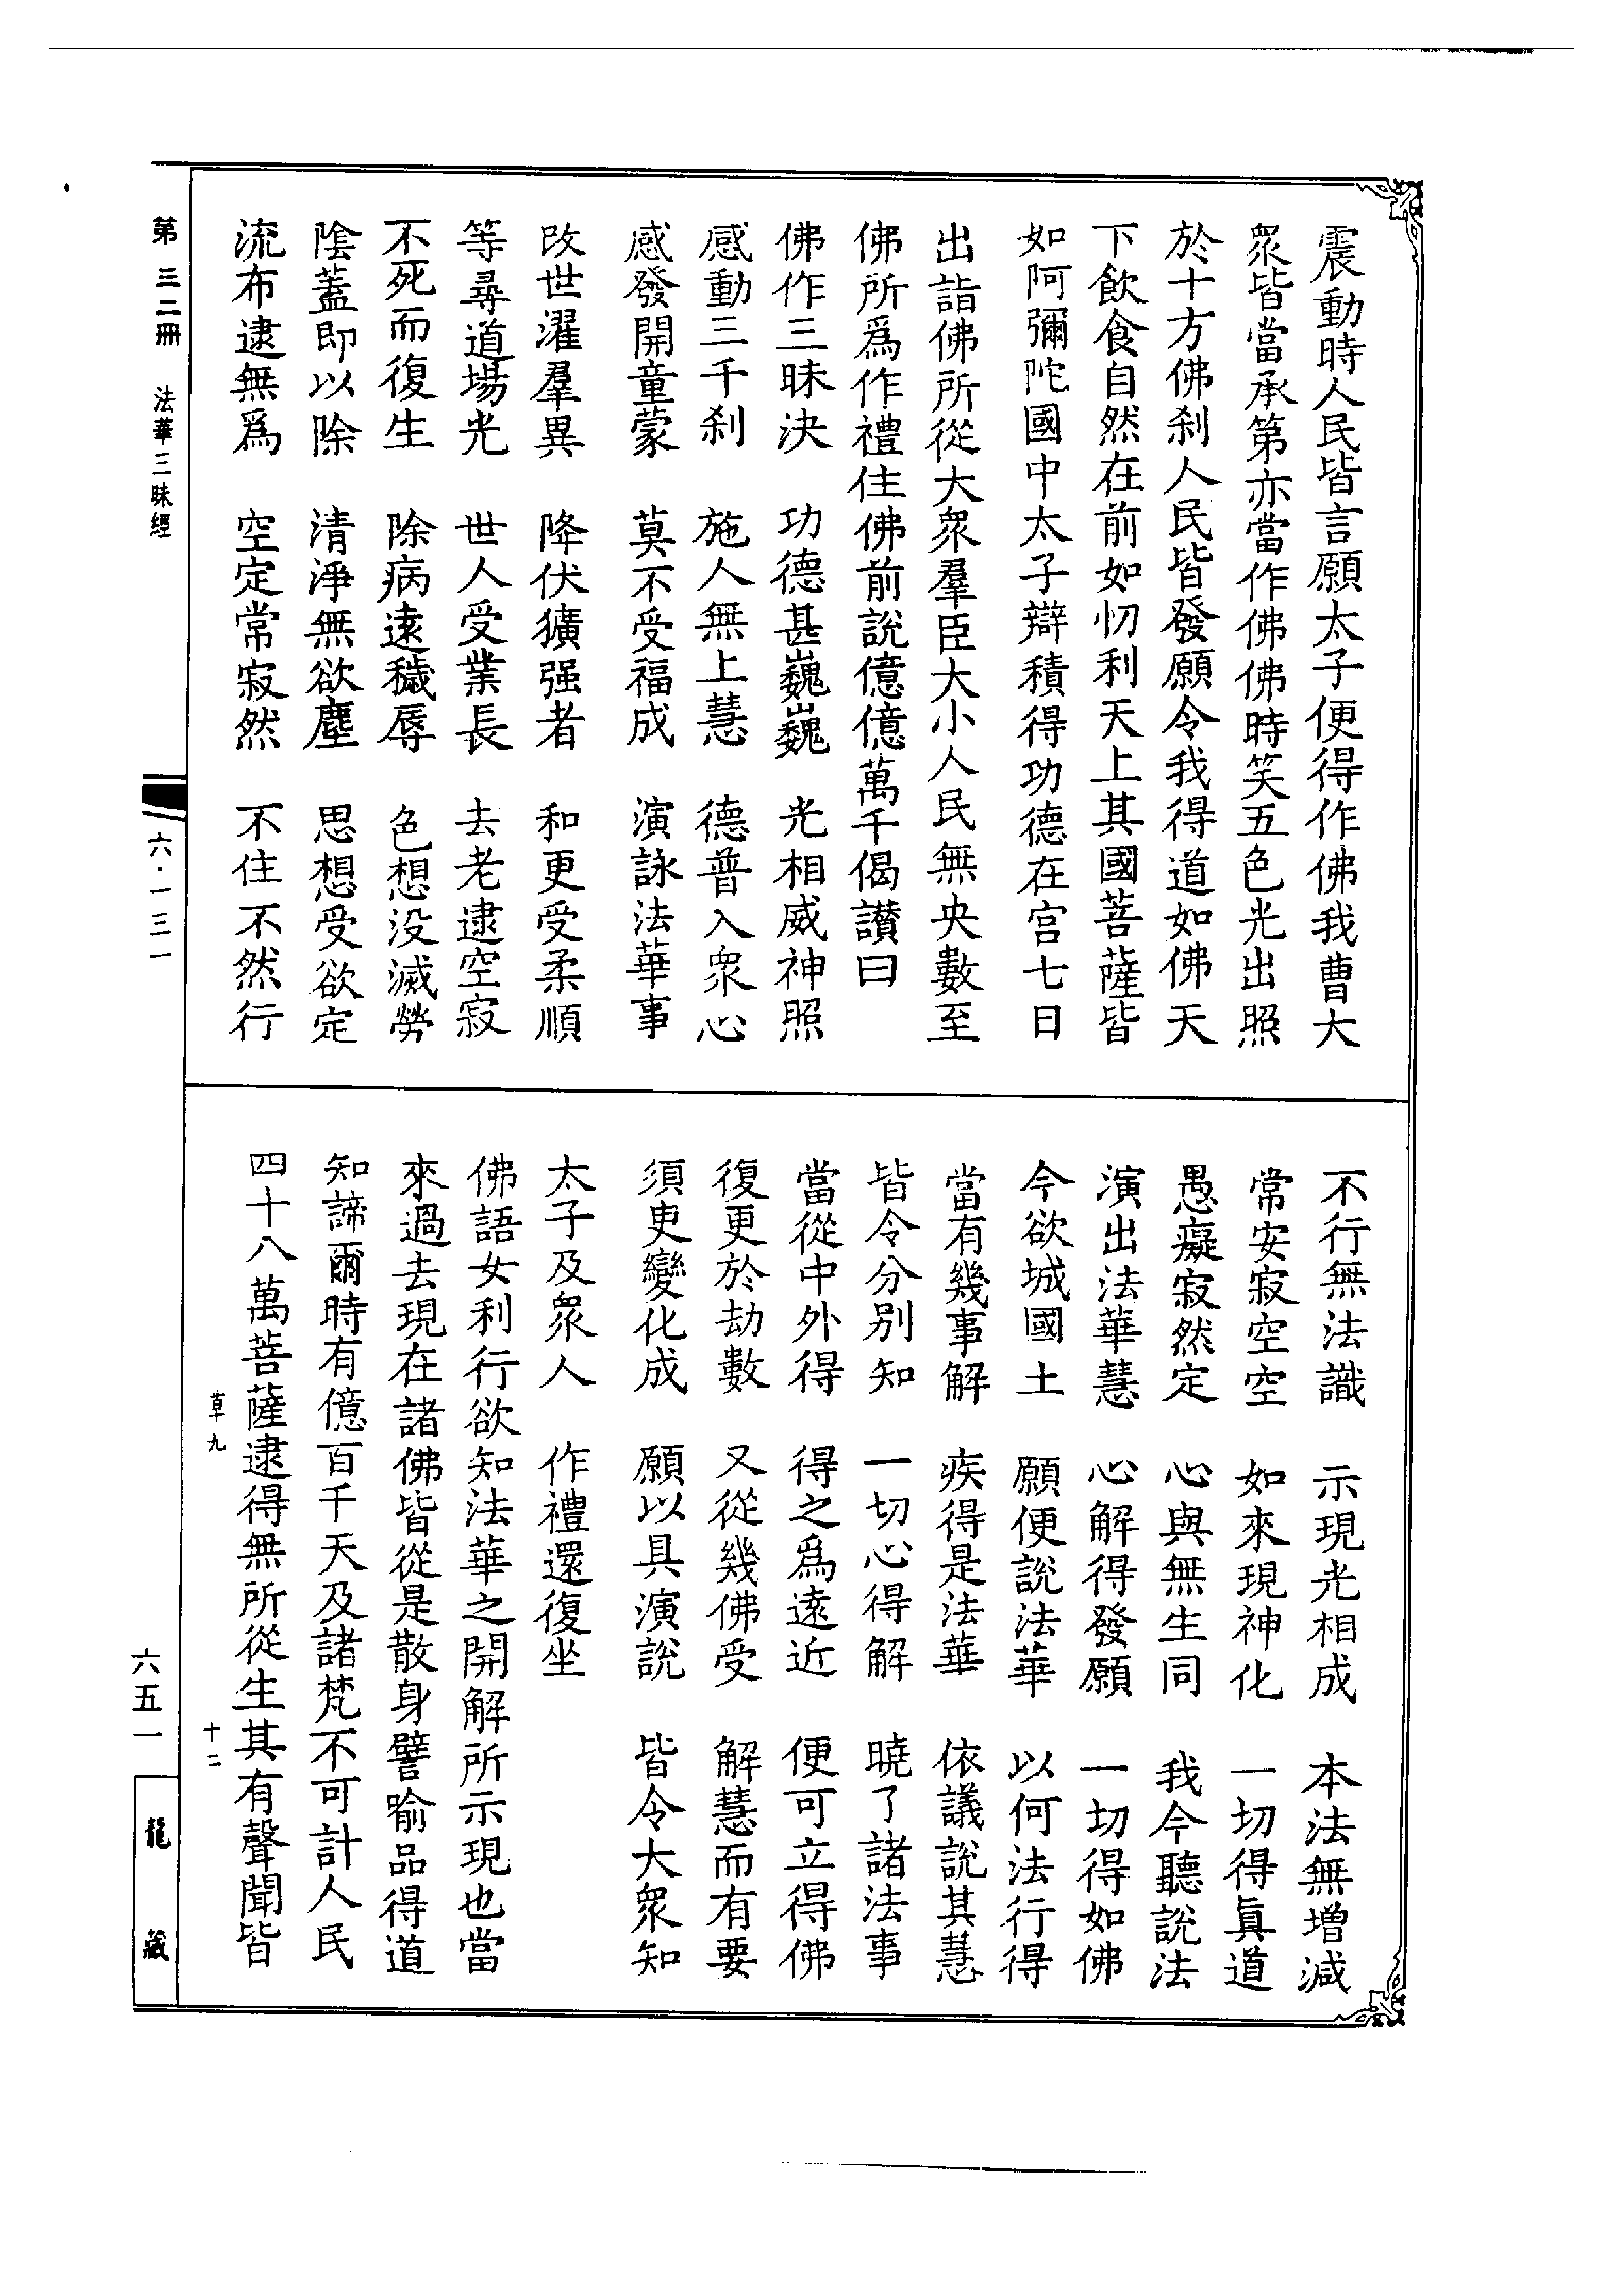 震動時人民皆言願太子便得作佛我曹大
眾皆當承第亦當作佛佛時笑五色光出照
於十方佛刹人民皆發願令我得道如佛天
下飲食自然在前如忉利天上其國菩薩皆
如阿彌陀國中太子辯積得功德在宮七日
出詣佛所從大眾羣臣大小人民無央數至
佛所爲作禮住佛前說億億萬千偈讚曰
佛作三昧決　功德甚巍巍　光相威神照
感動三千刹　施人無上慧　德普入眾心
感發開童蒙　莫不受福成　演詠法華事
改世濯羣異　降伏獷强者　和更受柔順
等尋道場光　世人受業長　去老逮空寂
不死而復生　除病遠穢辱　色想没滅勞
陰蓋即以除　清淨無欲塵　思想受欲定
流布逮無爲　空定常寂然　不住不然行
不行無法識　示現光相成　本法無增減
常安寂空空　如來現神化　一切得眞道
愚癡寂然定　心與無生同　我今聽說法
演出法華慧　心解得發願　一切得如佛
今欲城國土　願便說法華　以何法行得
當有幾事解　疾得是法華　依議說其慧
皆令分別知　一切心得解　曉了諸法事
當從中外得　得之爲遠近　便可立得佛
復更於劫數　又從幾佛受　解慧而有要
須吏變化成　願以具演說　皆令大眾知
太子及眾人　作禮還復坐
佛語女利行欲知法華之開解所示現也當
來過去現在諸佛皆從是散身譬喻品得道
知諦爾時有億百千天及諸梵不可計人民
四十八萬菩薩逮得無所從生其有聲聞皆
草九　十二
第三二冊　法華三昧經　六·一三一
六五一　龍藏